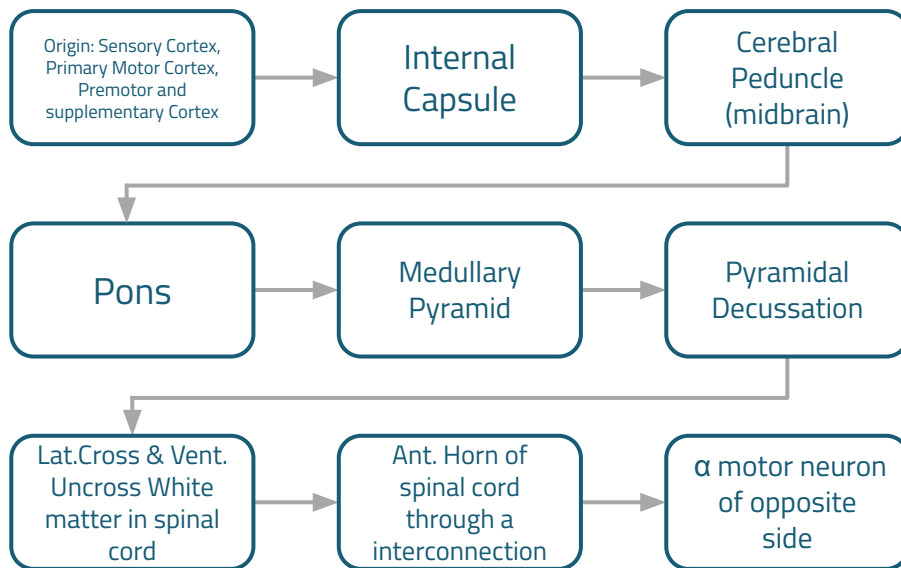 Origin: Sensory Cortex,
Primary Motor Cortex,
Premotor and
supplementary Cortex
Internal
Capsule
Cerebral
Peduncle
(midbrain)
Pons
Medullary
Pyramid
Pyramidal
Decussation
Lat.Cross & Vent.
Uncross White
matter in spinal
cord
Ant. Horn of
spinal cord
through a
interconnection
α motor neuron
of opposite
side